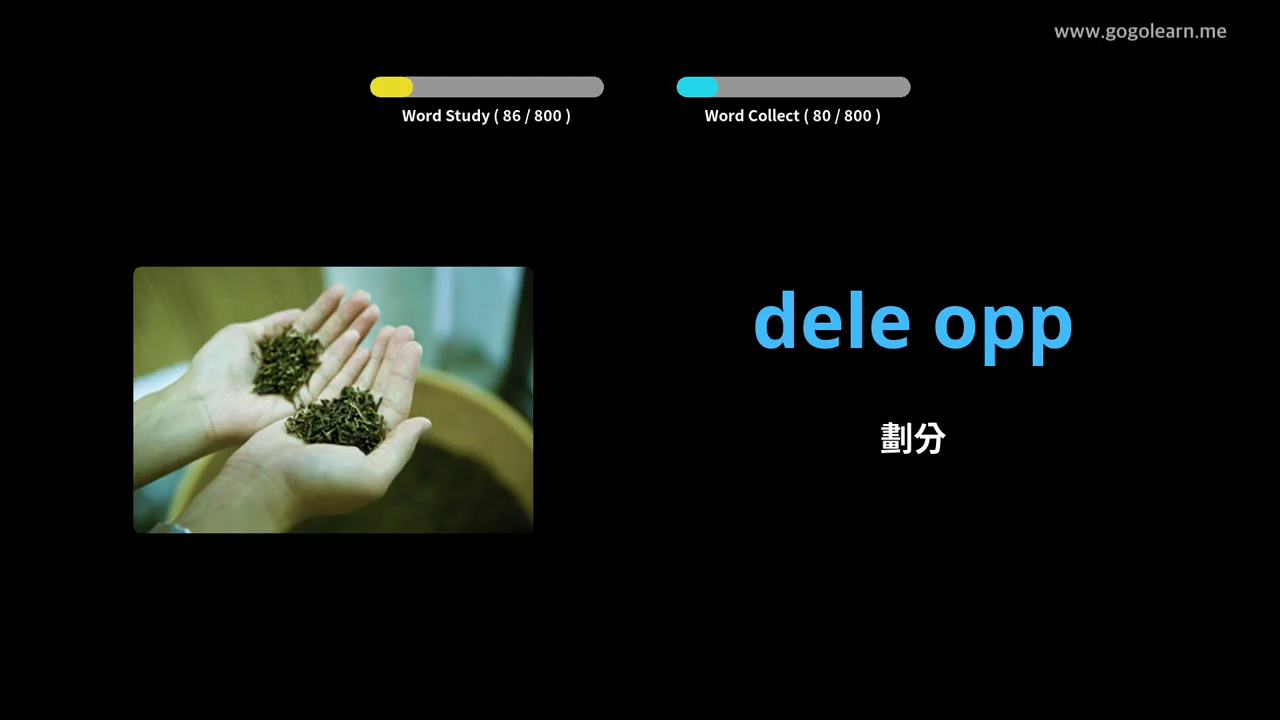 www.gogolearn.me
Word Study ( 86 / 800 )
Word Collect ( 80 / 800 )
dele opp
劃分